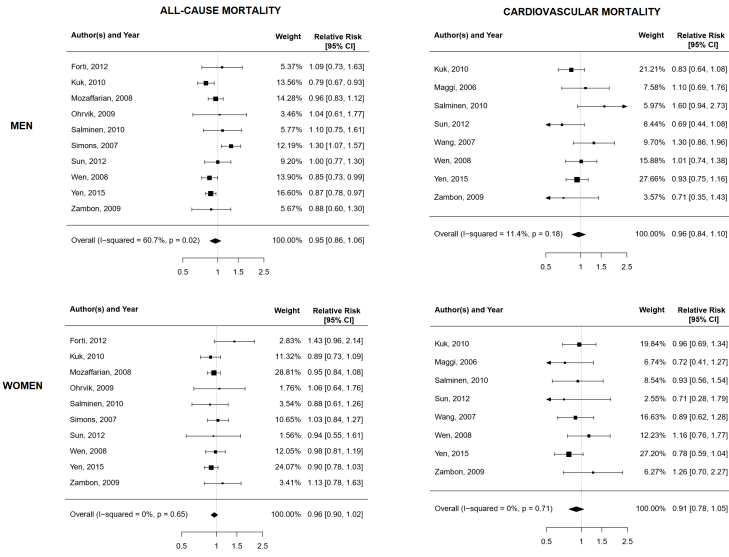 ALL-CAUSE MORTALITY
CARDIOVASCULAR MORTALITY
MEN
Author(s) and Year Weight Relative Risk
[95% CI]
Forti, 2012 5.37% 1.09 [0.73, 1.63]
Kuk, 2010 13.56% 0.79 [0.67, 0.93]
Mozaffarian, 2008 14.28% 0.96 [0.83, 1.12]
Ohrvik, 2009 3.46% 1.04 [0.61, 1.77]
Salminen, 2010 5.77% 1.10 [0.75, 1.61]
Simons, 2007 12.19% 1.30 [1.07, 1.57]
Sun, 2012 9.20% 1.00 [0.77, 1.30]
Wen, 2008 13.90% 0.85 [0.73, 0.99]
Yen, 2015 16.60% 0.87 [0.78, 0.97]
Zambon, 2009 5.67% 0.88 [0.60, 1.30]
Overall (I−squared = 60.7%, p = 0.02) 100.00% 0.95 [0.86, 1.06]
0.5 1 1.5 2.5
Author(s) and Year Weight Relative Risk
[95% CI]
Kuk, 2010 21.21% 0.83 [0.64, 1.08]
Maggi, 2006 7.58% 1.10 [0.69, 1.76]
Salminen, 2010 5.97% 1.60 [0.94, 2.73]
Sun, 2012 8.44% 0.69 [0.44, 1.08]
Wang, 2007 9.70% 1.30 [0.86, 1.96]
Wen, 2008 15.88% 1.01 [0.74, 1.38]
Yen, 2015 27.66% 0.93 [0.75, 1.16]
Zambon, 2009 3.57% 0.71 [0.35, 1.43]
Overall (I−squared = 11.4%, p = 0.18) 100.00% 0.96 [0.84, 1.10]
0.5 1 1.5 2.5
WOMEN
Author(s) and Year Weight Relative Risk
[95% CI]
Forti, 2012 2.83% 1.43 [0.96, 2.14]
Kuk, 2010 11.32% 0.89 [0.73, 1.09]
Mozaffarian, 2008 28.81% 0.95 [0.84, 1.08]
Ohrvik, 2009 1.76% 1.06 [0.64, 1.76]
Salminen, 2010 3.54% 0.88 [0.61, 1.26]
Simons, 2007 10.65% 1.03 [0.84, 1.27]
Sun, 2012 1.56% 0.94 [0.55, 1.61]
Wen, 2008 12.05% 0.98 [0.81, 1.19]
Yen, 2015 24.07% 0.90 [0.78, 1.03]
Zambon, 2009 3.41% 1.13 [0.78, 1.63]
Overall (I−squared = 0%, p = 0.65) 100.00% 0.96 [0.90, 1.02]
0.5 1 1.5 2.5
Author(s) and Year Weight Relative Risk
[95% CI]
Kuk, 2010 19.84% 0.96 [0.69, 1.34]
Maggi, 2006 6.74% 0.72 [0.41, 1.27]
Salminen, 2010 8.54% 0.93 [0.56, 1.54]
Sun, 2012 2.55% 0.71 [0.28, 1.79]
Wang, 2007 16.63% 0.89 [0.62, 1.28]
Wen, 2008 12.23% 1.16 [0.76, 1.77]
Yen, 2015 27.20% 0.78 [0.59, 1.04]
Zambon, 2009 6.27% 1.26 [0.70, 2.27]
Overall (I−squared = 0%, p = 0.71) 100.00% 0.91 [0.78, 1.05]
0.5 1 1.5 2.5